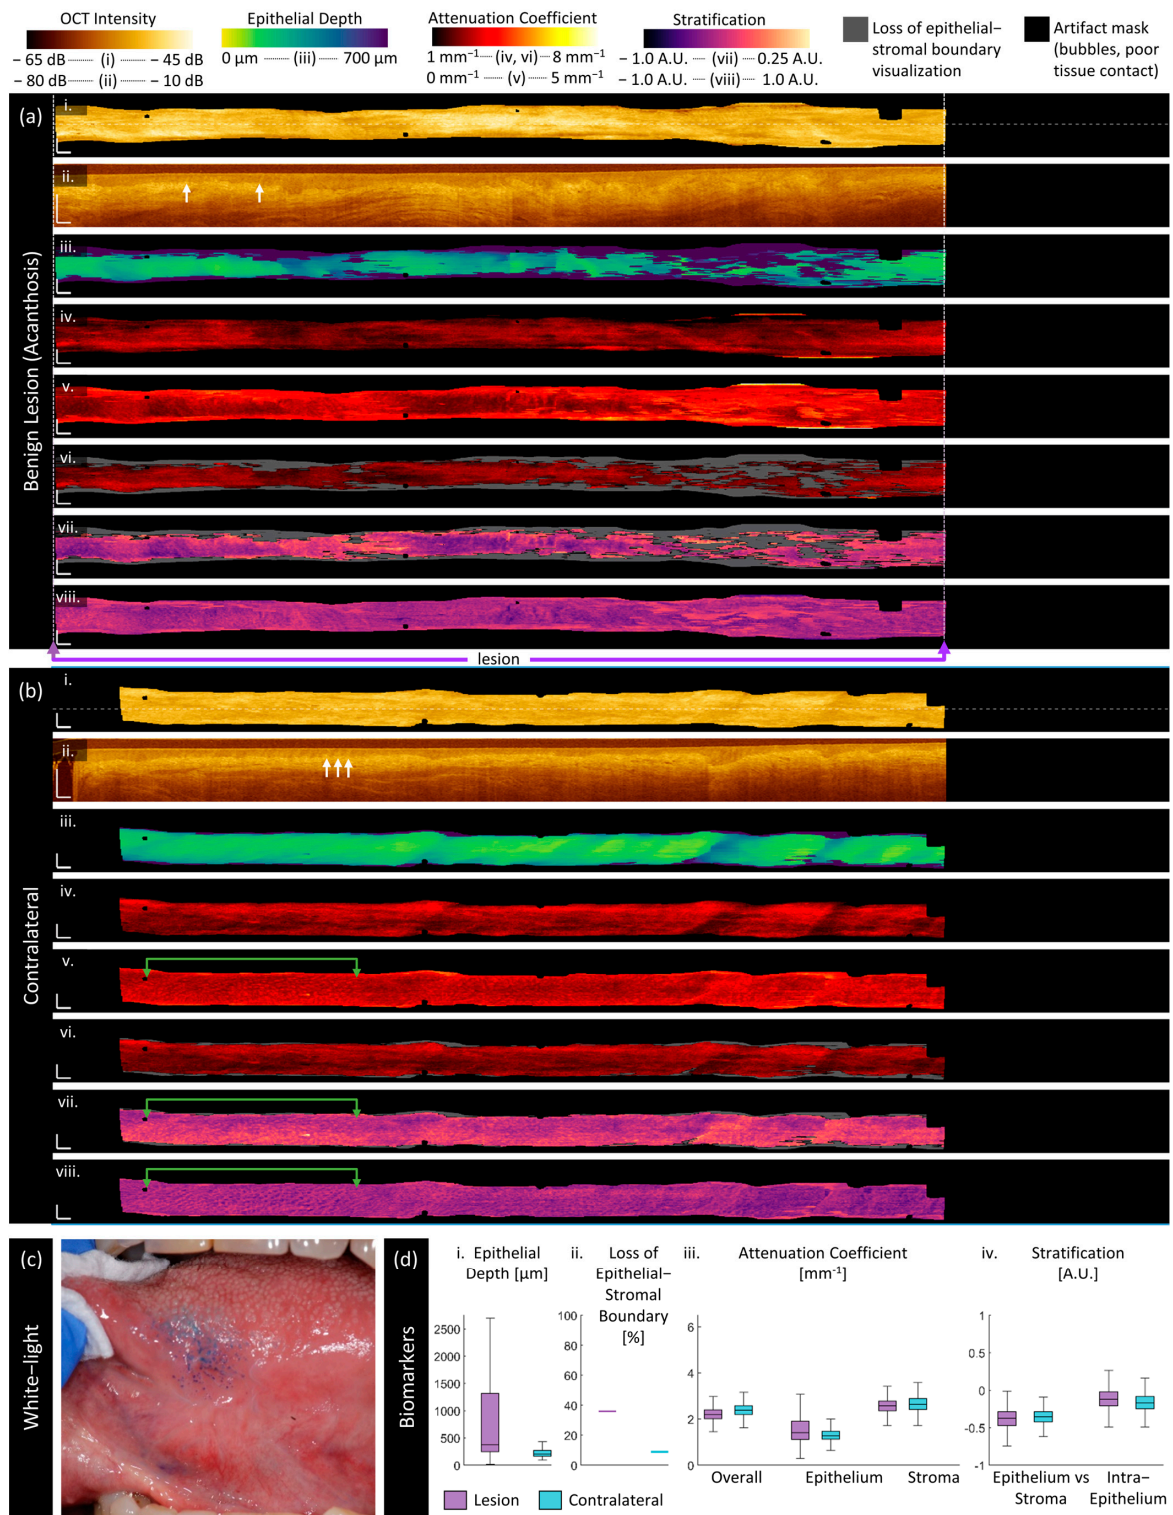 OCT Intensity
− 65 dB ····· (i) ······ − 45 dB
− 80 dB ····· (ii) ······ − 10 dB
Epithelial Depth
0 µm ····· (iii) ····· 700 µm
Attenuation Coefficient
1 mm⁻¹ ····· (iv, vi) ··· 8 mm⁻¹
0 mm⁻¹ ······ (v) ······ 5 mm⁻¹
Stratification
− 1.0 A.U. ···· (vii) ···· 0.25 A.U.
− 1.0 A.U. ···· (viii) ···· 1.0 A.U.
Loss of epithelial−
stromal boundary
visualization
Artifact mask
(bubbles, poor
tissue contact)
(a)
Benign Lesion (Acanthosis)
i.
ii.
iii.
iv.
v.
vi.
vii.
viii.
lesion
(b)
Contralateral
i.
ii.
iii.
iv.
v.
vi.
vii.
viii.
(c)
White−light
(d)
Biomarkers
i. Epithelial
Depth [µm]
2500
2000
1500
1000
500
0
ii. Loss of
Epithelial−
Stromal
Boundary
[%]
100
80
60
40
20
0
iii. Attenuation Coefficient
[mm⁻¹]
6
4
2
0
Overall Epithelium Stroma
iv. Stratification
[A.U.]
1
0.5
0
-0.5
-1
Epithelium vs
Stroma
Intra−
Epithelium
Lesion Contralateral